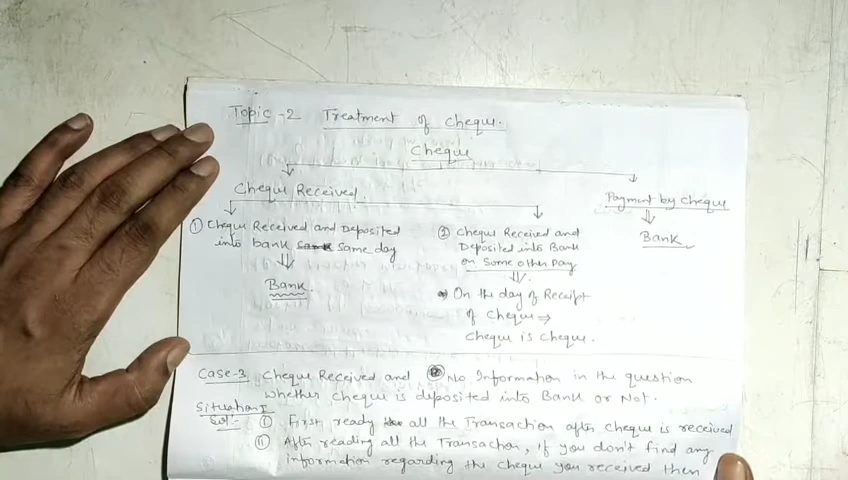 Topic -2 Treatment of Cheque.
Cheque
Cheque Received.
Payment by cheque
Bank
① Cheque Received and Deposited
into bank same day
Bank.
② Cheque Received and
Deposited into Bank
on Some other Day
On the day of Receipt
of Cheque ⇒
Cheque is Cheque.
Case-3 Cheque Received and No Information in the question
whether cheque is deposited into Bank or Not.
Situation I
Sol:- ① First ready all the Transaction after cheque is received
⑪ After reading all the Transaction, if you don't find any
information regarding the cheque you received then